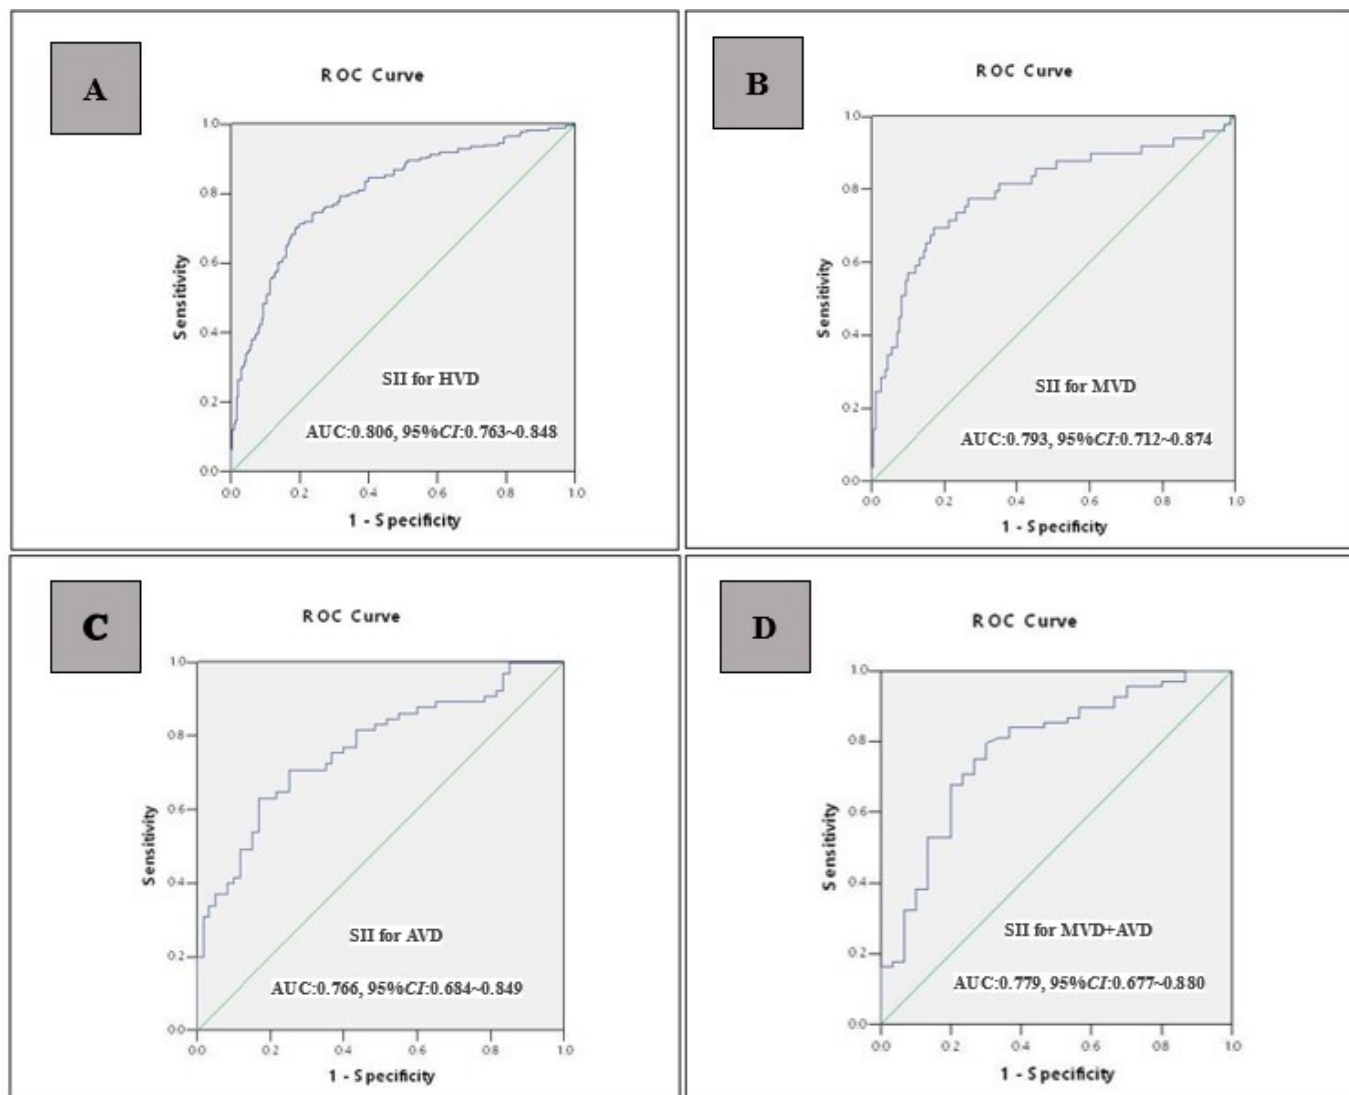 A
ROC Curve
1.0
0.8
0.6
0.4
0.2
0.0
Sensitivity
SII for HVD
AUC:0.806, 95%CI:0.763~0.848
0.0 0.2 0.4 0.6 0.8 1.0
1 - Specificity
B
ROC Curve
1.0
0.8
0.6
0.4
0.2
0.0
Sensitivity
SII for MVD
AUC:0.793, 95%CI:0.712~0.874
0.0 0.2 0.4 0.6 0.8 1.0
1 - Specificity
C
ROC Curve
1.0
0.8
0.6
0.4
0.2
0.0
Sensitivity
SII for AVD
AUC:0.766, 95%CI:0.684~0.849
0.0 0.2 0.4 0.6 0.8 1.0
1 - Specificity
D
ROC Curve
1.0
0.8
0.6
0.4
0.2
0.0
Sensitivity
SII for MVD+AVD
AUC:0.779, 95%CI:0.677~0.880
0.0 0.2 0.4 0.6 0.8 1.0
1 - Specificity